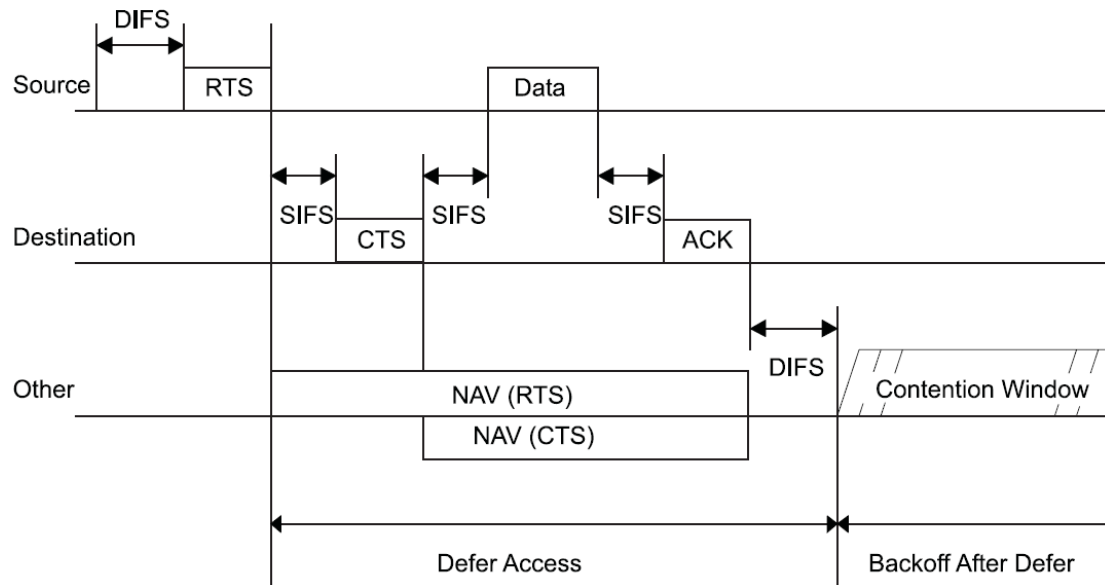 DIFS
Source
RTS
Data
SIFS
SIFS
SIFS
Destination
CTS
ACK
DIFS
Other
NAV (RTS)
Contention Window
NAV (CTS)
Defer Access
Backoff After Defer